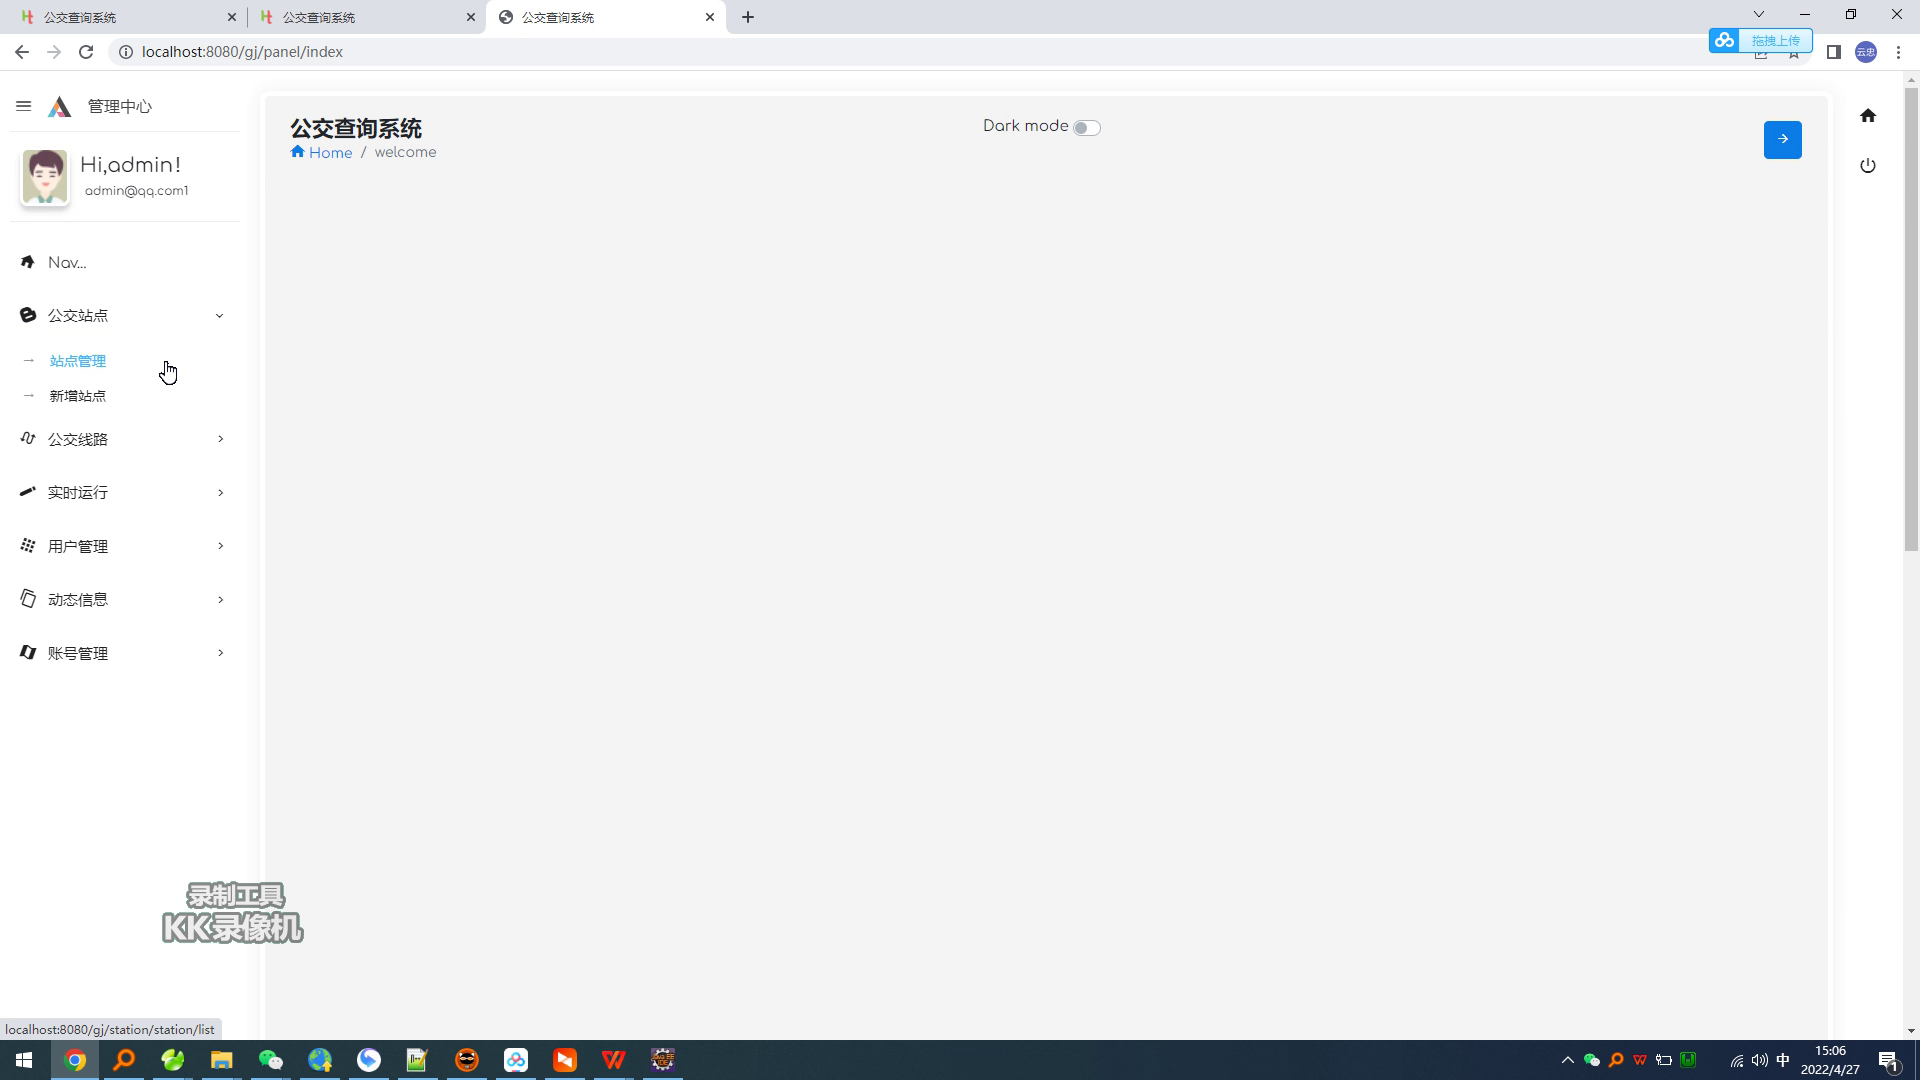 公交查询系统
公交查询系统
公交查询系统
localhost:8080/gj/panel/index
拖拽上传
云忠
管理中心
Hi,admin!
admin@qq.com1
Nav...
公交站点
站点管理
新增站点
公交线路
实时运行
用户管理
动态信息
账号管理
公交查询系统
Home / welcome
Dark mode
录制工具
KK录像机
localhost:8080/gj/station/station/list
中
15:06
2022/4/27
1